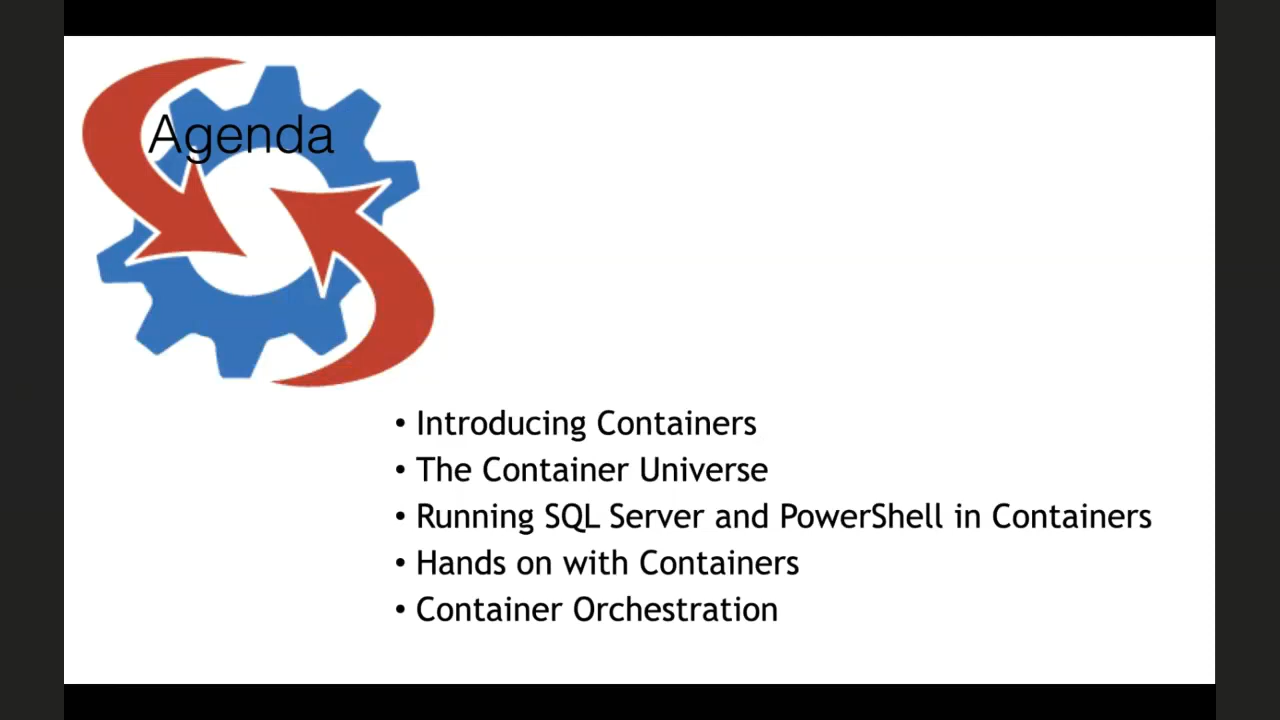 Agenda
• Introducing Containers
• The Container Universe
• Running SQL Server and PowerShell in Containers
• Hands on with Containers
• Container Orchestration